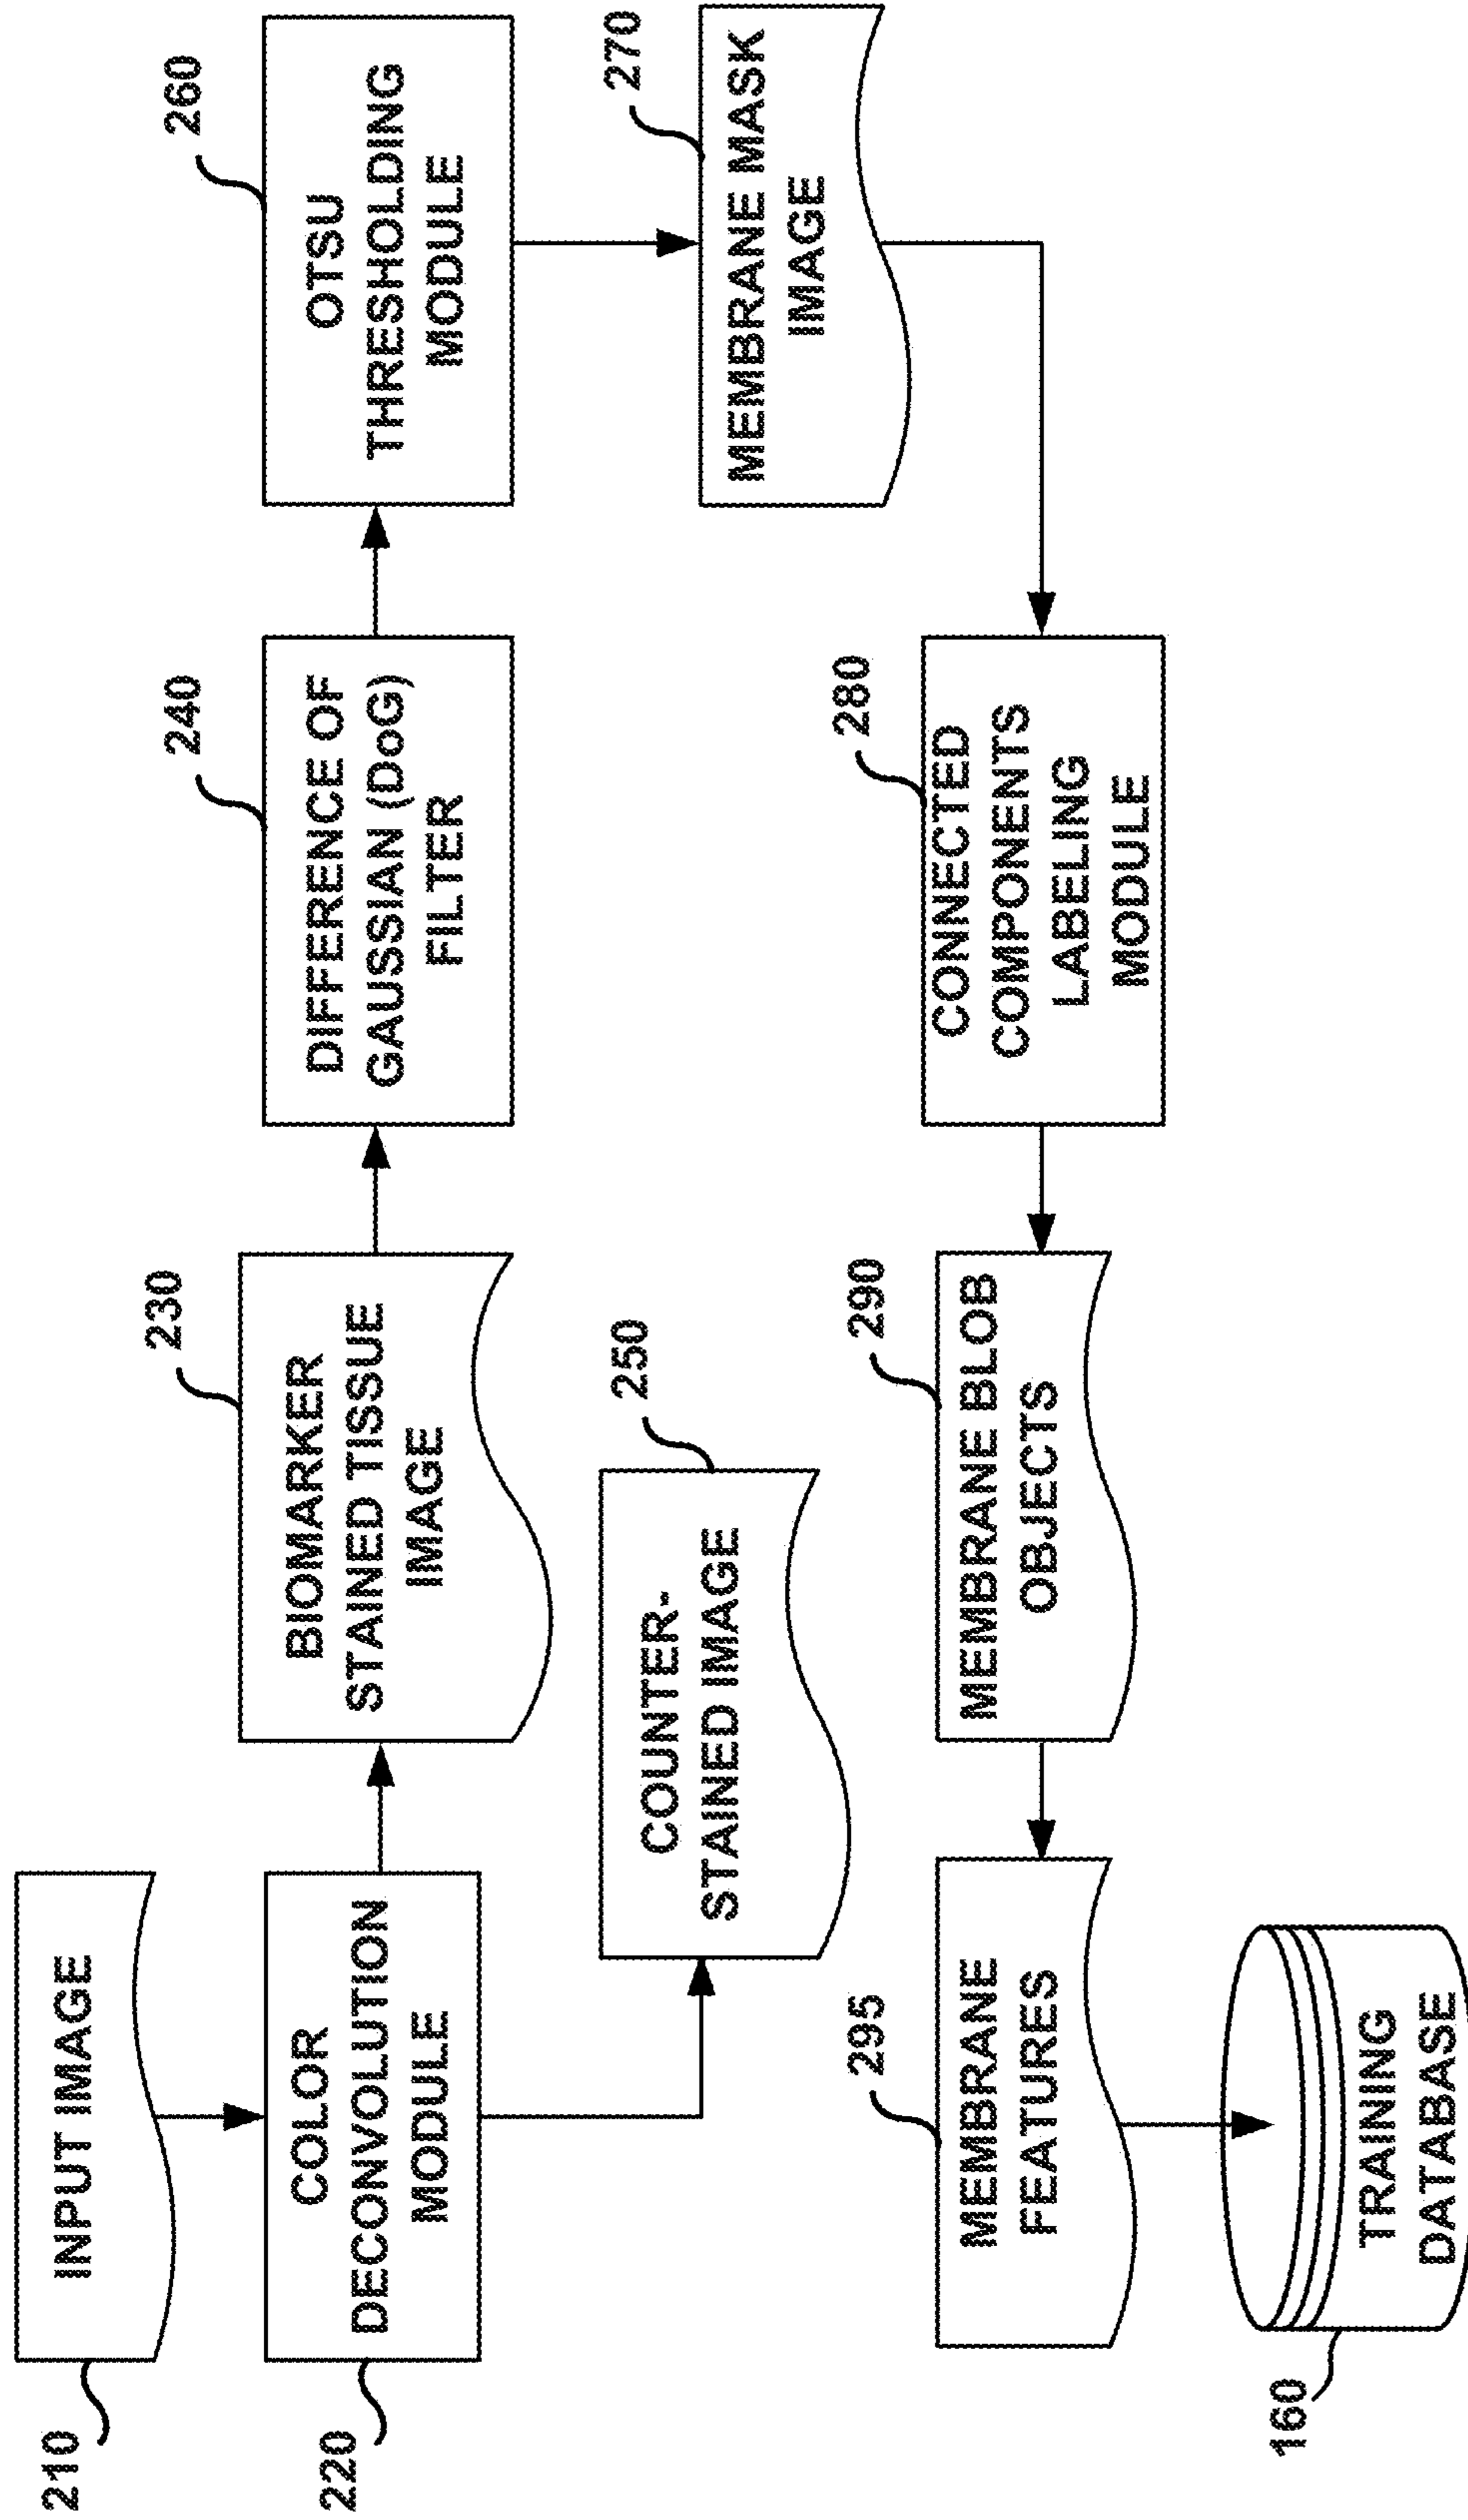 210
INPUT IMAGE
220
COLOR
DECONVOLUTION
MODULE
230
BIOMARKER
STAINED TISSUE
IMAGE
250
COUNTER-
STAINED IMAGE
240
DIFFERENCE OF
GAUSSIAN (DoG)
FILTER
260
OTSU
THRESHOLDING
MODULE
270
MEMBRANE MASK
IMAGE
280
CONNECTED
COMPONENTS
LABELING
MODULE
290
MEMBRANE BLOB
OBJECTS
295
MEMBRANE
FEATURES
160
TRAINING
DATABASE